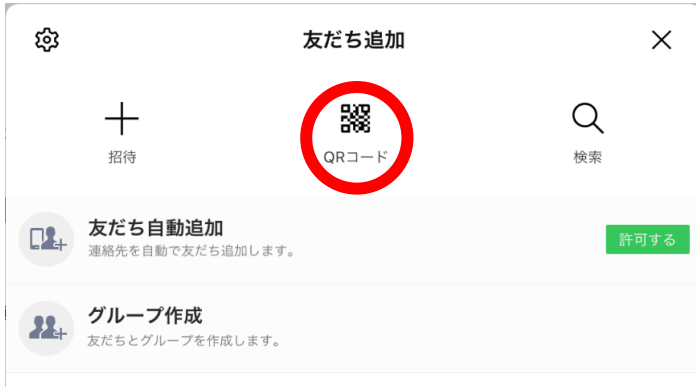 友だち追加
招待
QRコード
検索
友だち自動追加
連絡先を自動で友だち追加します。
許可する
グループ作成
友だちとグループを作成します。